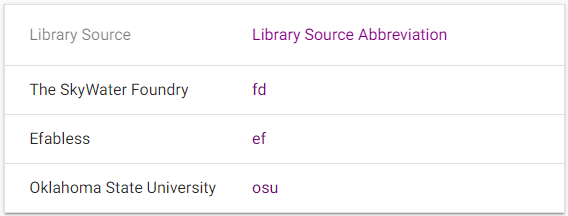 Library Source Library Source Abbreviation
The SkyWater Foundry fd
Efabless ef
Oklahoma State University osu